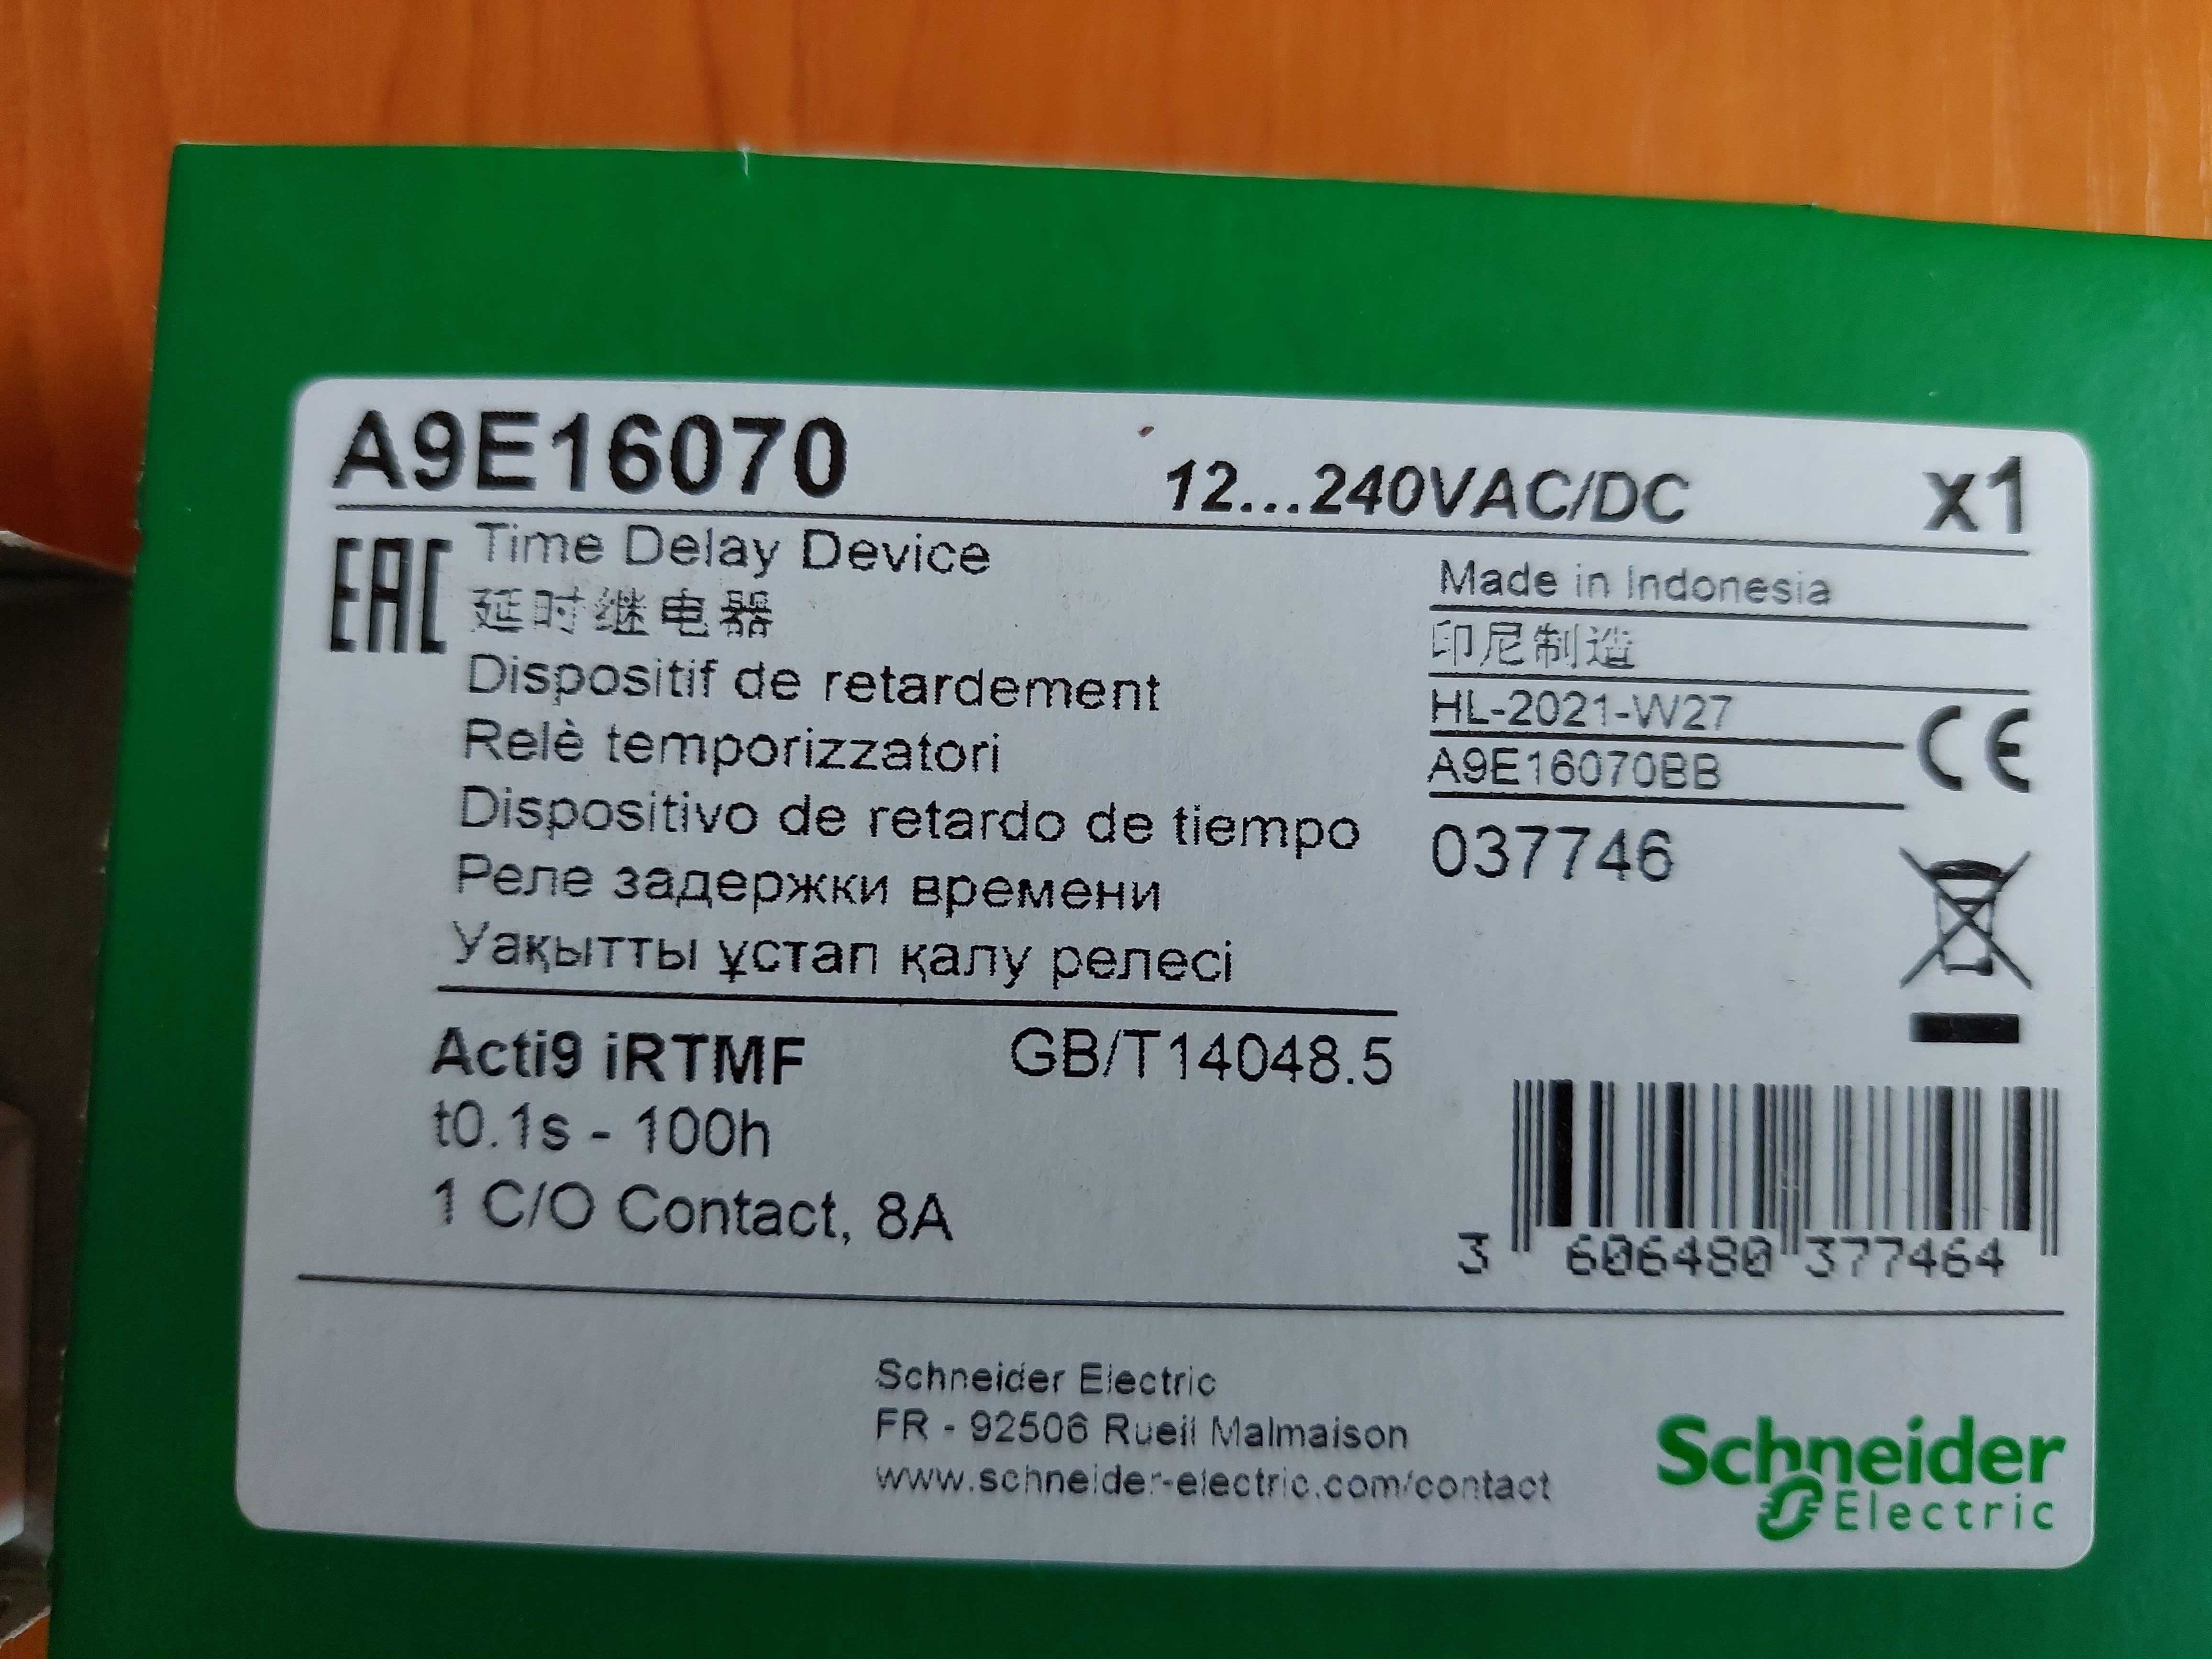 A9E16070
12...240VAC/DC
x1
EAC
Time Delay Device
延时继电器
Dispositif de retardement
Relè temporizzatori
Dispositivo de retardo de tiempo
Реле задержки времени
Уақытты ұстап қалу релесі
Made in Indonesia
印尼制造
HL-2021-W27
A9E16070BB
CE
037746
Acti9 iRTMF
GB/T14048.5
t0.1s - 100h
1 C/O Contact, 8A
3 606480 377464
Schneider Electric
FR - 92506 Rueil Malmaison
www.schneider-electric.com/contact
Schneider
Electric